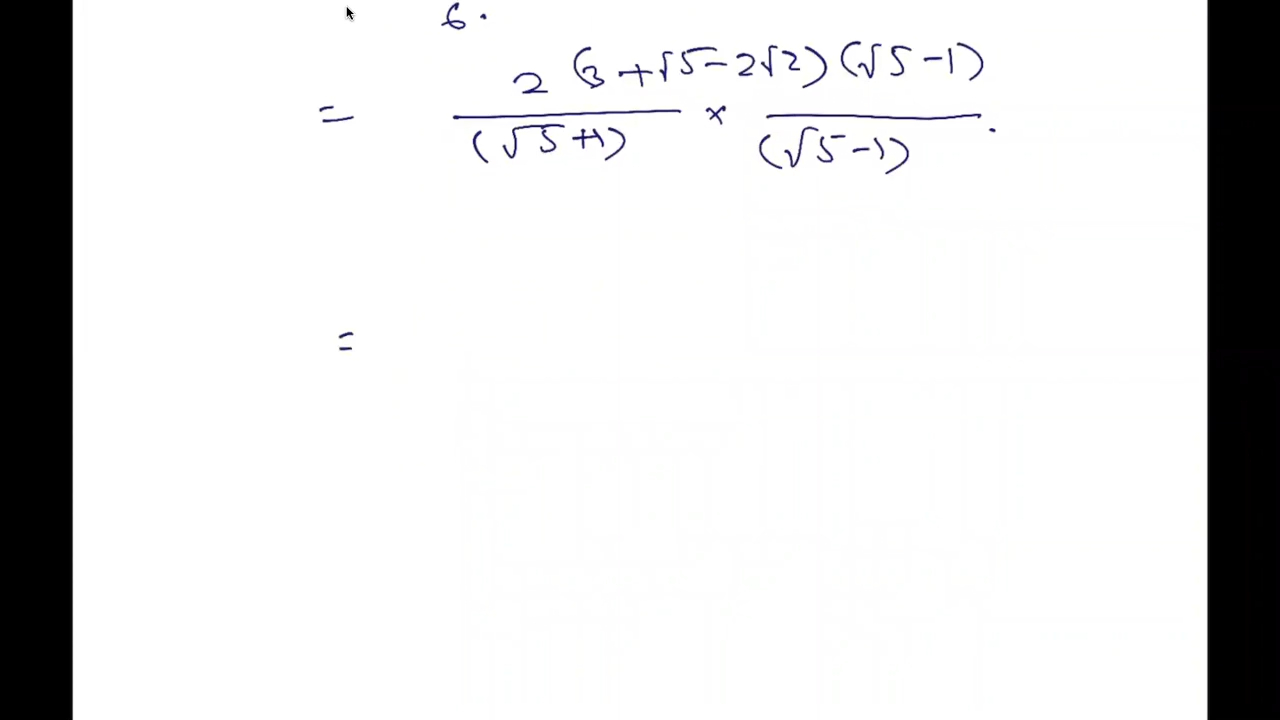 6.
2 (3 + √5 - 2√2) (√5 - 1)
= ———— × ————
(√5 + 1) (√5 - 1) .
=